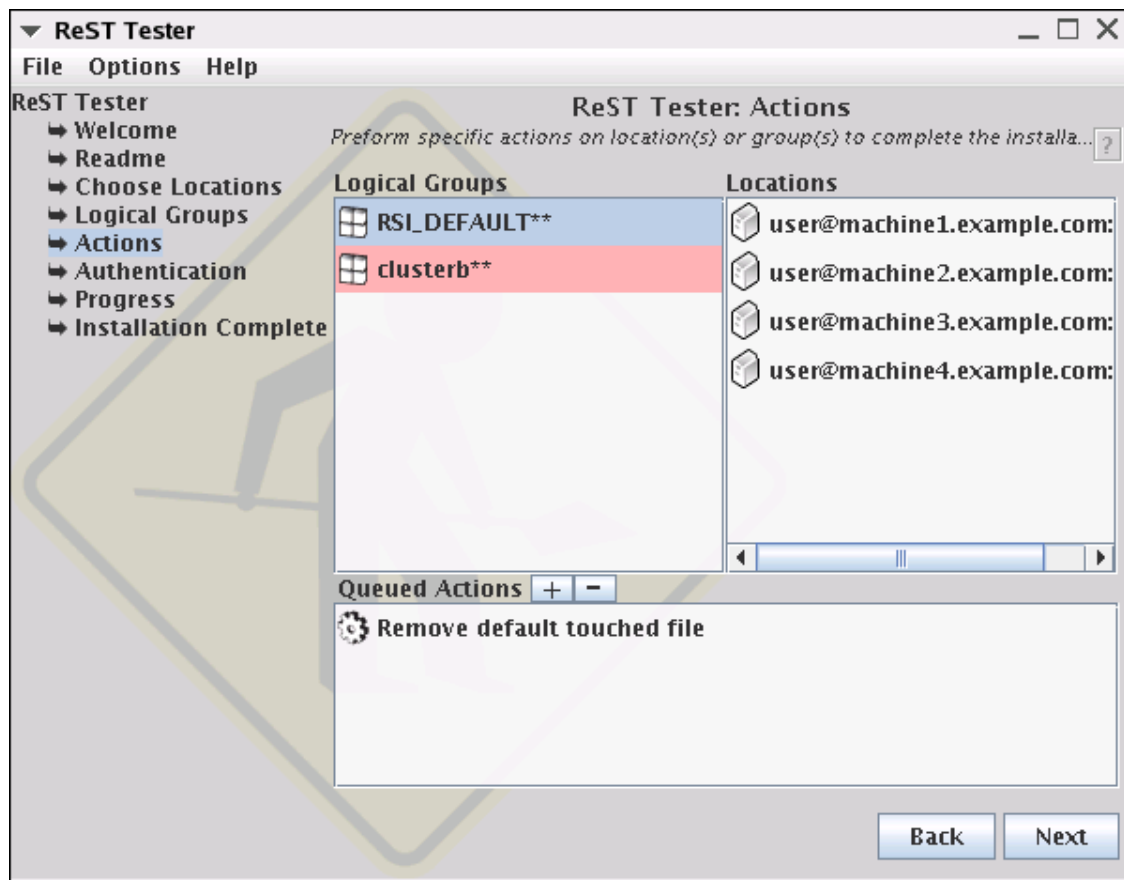 ReST Tester
File Options Help
ReST Tester
Welcome
Readme
Choose Locations
Logical Groups
Actions
Authentication
Progress
Installation Complete
ReST Tester: Actions
Preform specific actions on location(s) or group(s) to complete the installa...
?
Logical Groups
RSI_DEFAULT**
clusterb**
Locations
user@machine1.example.com:
user@machine2.example.com:
user@machine3.example.com:
user@machine4.example.com:
Queued Actions + -
Remove default touched file
Back Next